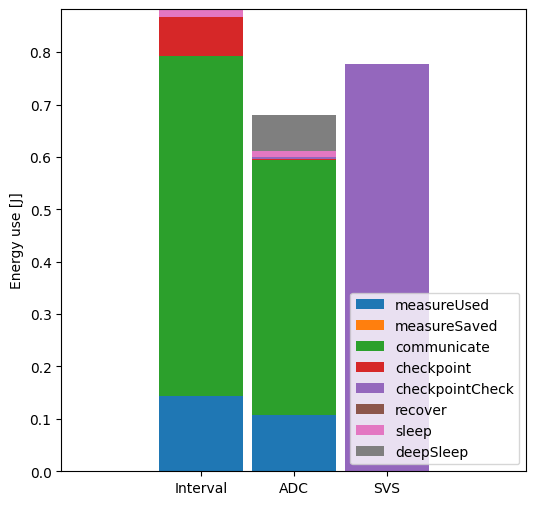 Energy use [J]
0.8
0.7
0.6
0.5
0.4
0.3
0.2
0.1
0.0
Interval ADC SVS
measureUsed
measureSaved
communicate
checkpoint
checkpointCheck
recover
sleep
deepSleep